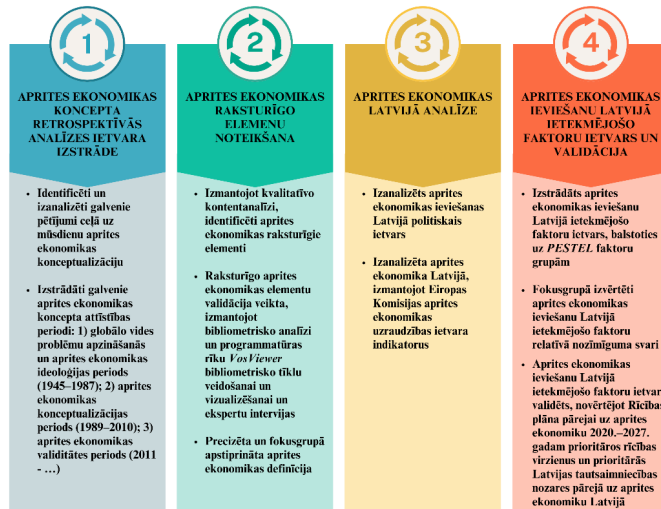 1
APRITES EKONOMIKAS
KONCEPTA
RETROSPEKTĪVĀS
ANALĪZES IETVARA
IZSTRĀDE
• Identificēti un
izanalizēti galvenie
pētījumi ceļā uz
mūsdienu aprites
ekonomikas
konceptualizāciju
• Izstrādāti galvenie
aprites ekonomikas
koncepta attīstības
periodi: 1) globālo vides
problēmu apzināšanās
un aprites ekonomikas
ideoloģijas periods
(1945–1987); 2) aprites
ekonomikas
konceptualizācijas
periods (1989–2010); 3)
aprites ekonomikas
validitātes periods (2011
- …)
2
APRITES EKONOMIKAS
RAKSTURĪGO
ELEMENU
NOTEIKŠANA
• Izmantojot kvalitatīvo
kontentanalīzi,
identificēti aprites
ekonomikas raksturīgie
elementi
• Raksturīgo aprites
ekonomikas elementu
validācija veikta,
izmantojot
bibliometrisko analīzi
un programmatūras
rīku VosViewer
bibliometrisko tīklu
veidošanai un
vizualizēšanai un
ekspertu intervijas
• Precizēta un fokusgrupā
apstiprināta aprites
ekonomikas definīcija
3
APRITES EKONOMIKAS
LATVIJĀ ANALĪZE
• Izanalizēts aprites
ekonomikas ieviešanas
Latvijā politiskais
ietvars
• Izanalizēta aprites
ekonomika Latvijā,
izmantojot Eiropas
Komisijas aprites
ekonomikas
uzraudzības ietvara
indikatorus
4
APRITES EKONOMIKAS
IEVIEŠANU LATVIJĀ
IETEKMĒJOŠO
FAKTORU IETVARS UN
VALIDĀCIJA
• Izstrādāts aprites
ekonomikas ieviešanu
Latvijā ietekmējošo
faktoru ietvars, balstoties
uz PESTEL faktoru
grupām
• Fokusgrupā izvērtēti
aprites ekonomikas
ieviešanu Latvijā
ietekmējošo faktoru
relatīvā nozīmīguma svari
• Aprites ekonomikas
ieviešanu Latvijā
ietekmējošo faktoru ietvars
validēts, novērtējot Rīcības
plāna pārejai uz aprites
ekonomiku 2020.–2027.
gadam prioritāros rīcības
virzienus un prioritārās
Latvijas tautsaimniecības
nozares pārejā uz aprites
ekonomiku Latvijā